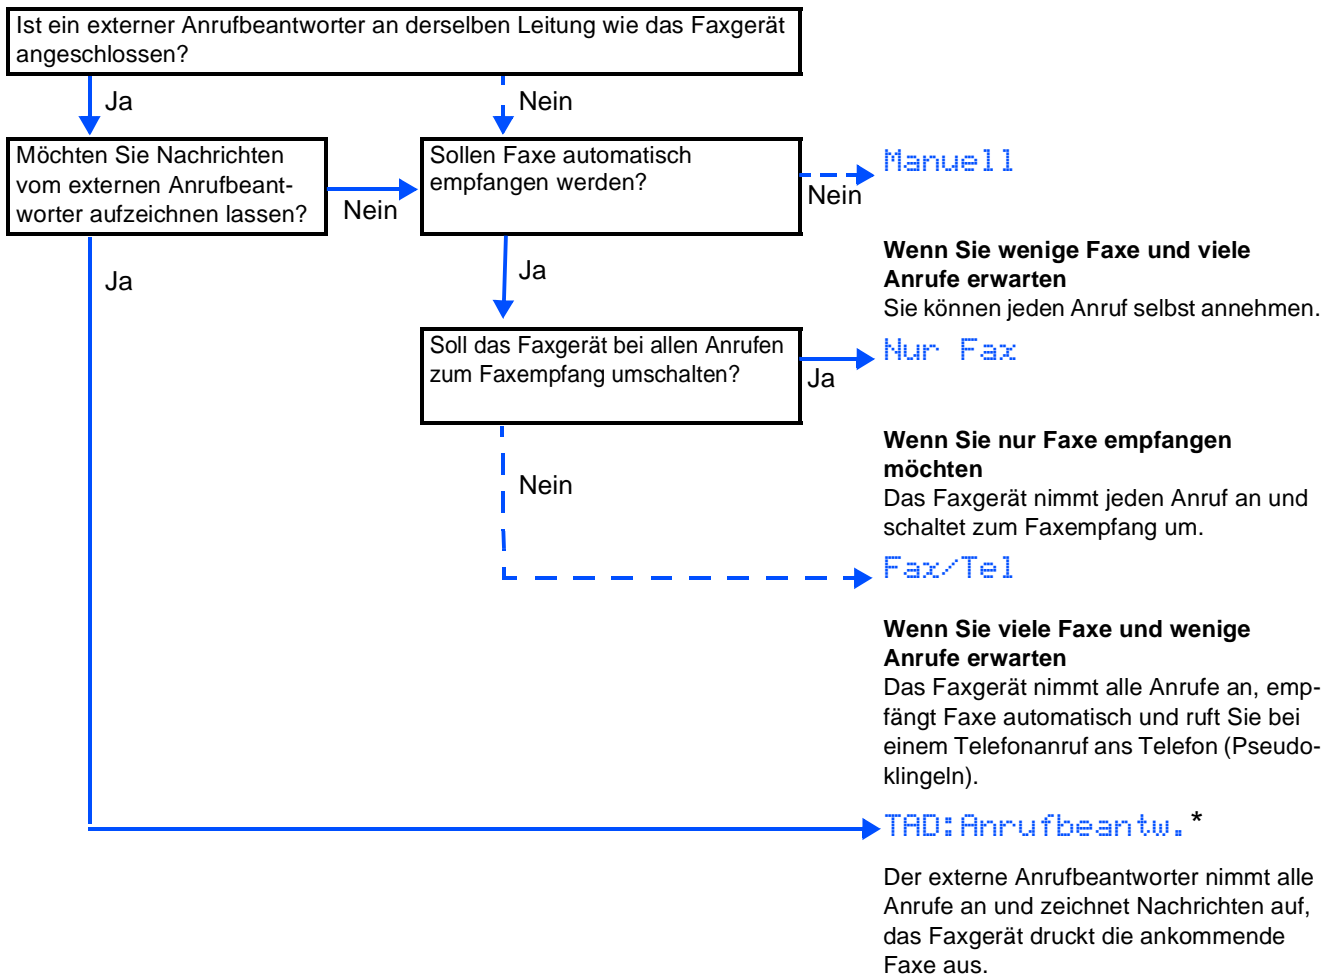 Ist ein externer Anrufbeantworter an derselben Leitung wie das Faxgerät
angeschlossen?
Ja
Nein
Möchten Sie Nachrichten
vom externen Anrufbeant-
worter aufzeichnen lassen?
Nein
Sollen Faxe automatisch
empfangen werden?
Nein
Manuell
Wenn Sie wenige Faxe und viele
Anrufe erwarten
Sie können jeden Anruf selbst annehmen.
Ja
Ja
Soll das Faxgerät bei allen Anrufen
zum Faxempfang umschalten?
Ja
Nur Fax
Wenn Sie nur Faxe empfangen
möchten
Das Faxgerät nimmt jeden Anruf an und
schaltet zum Faxempfang um.
Nein
Fax/Tel
Wenn Sie viele Faxe und wenige
Anrufe erwarten
Das Faxgerät nimmt alle Anrufe an, emp-
fängt Faxe automatisch und ruft Sie bei
einem Telefonanruf ans Telefon (Pseudo-
klingeln).
TAD:Anrufbeantw.*
Der externe Anrufbeantworter nimmt alle
Anrufe an und zeichnet Nachrichten auf,
das Faxgerät druckt die ankommende
Faxe aus.